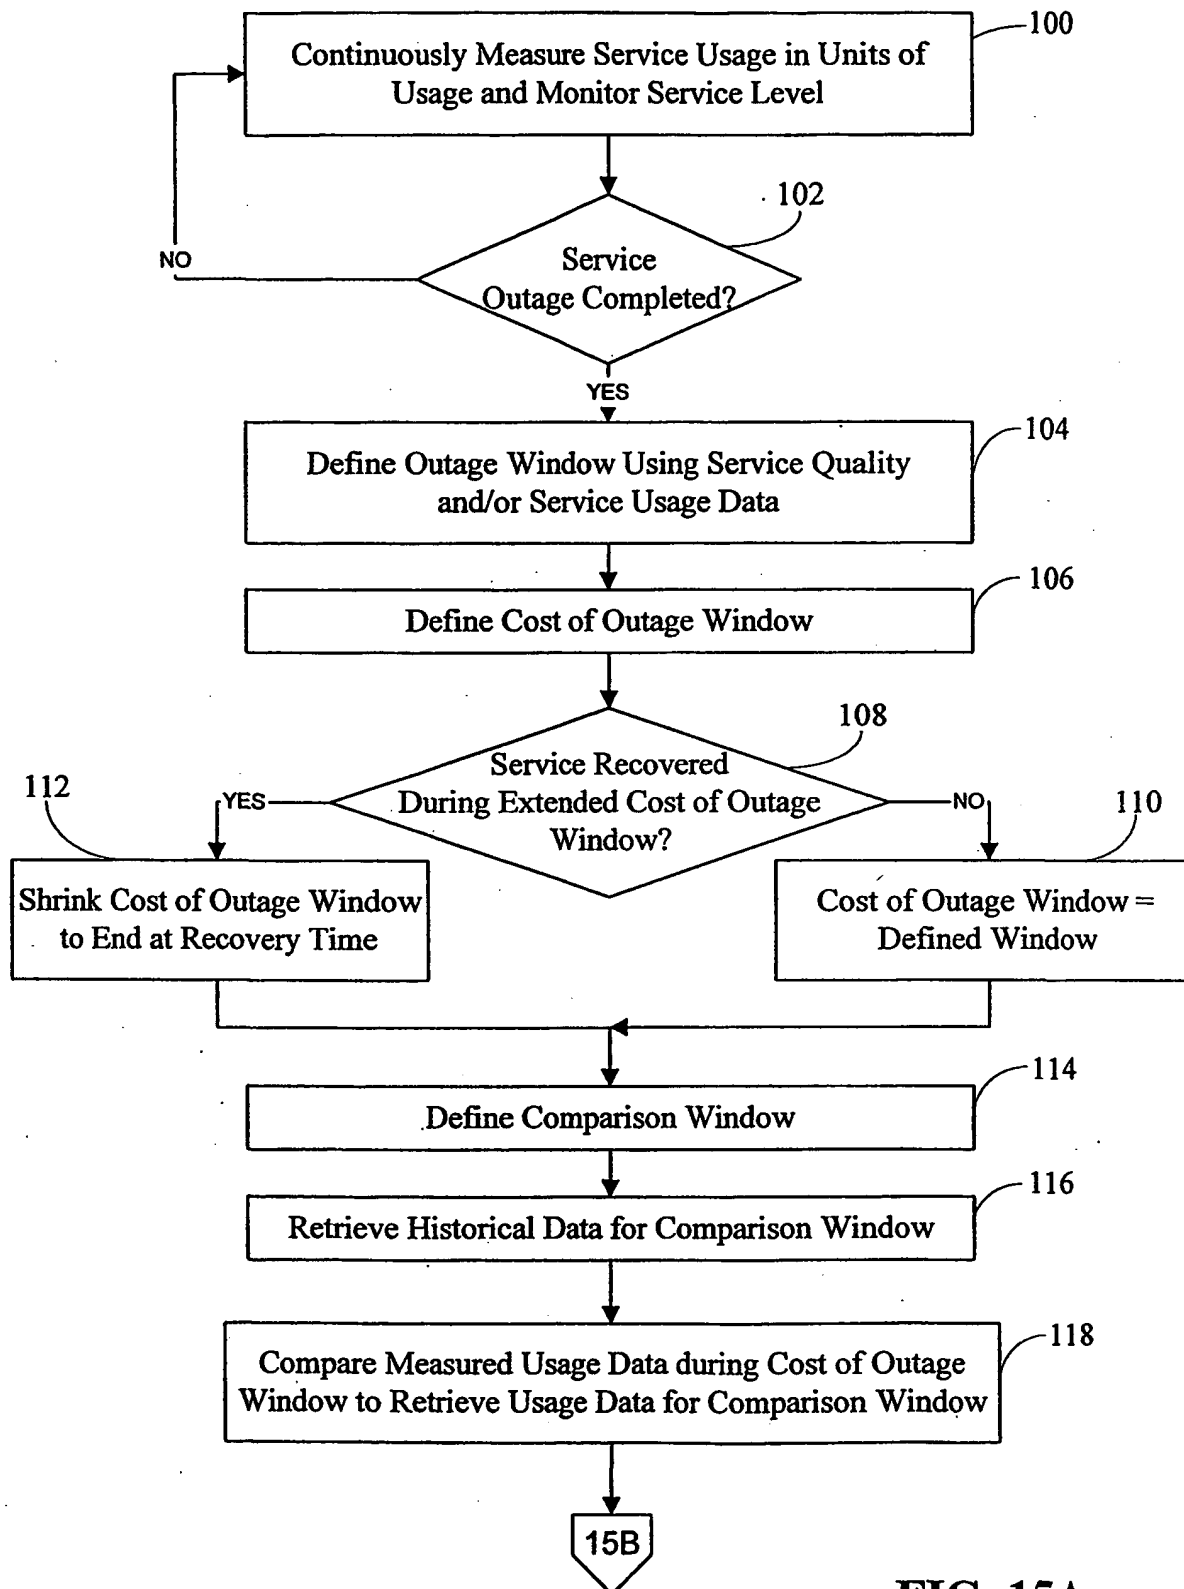 100
Continuously Measure Service Usage in Units of
Usage and Monitor Service Level
102
Service
Outage Completed?
NO
YES
104
Define Outage Window Using Service Quality
and/or Service Usage Data
106
Define Cost of Outage Window
108
Service Recovered
During Extended Cost of Outage
Window?
YES
NO
112
Shrink Cost of Outage Window
to End at Recovery Time
110
Cost of Outage Window =
Defined Window
114
Define Comparison Window
116
Retrieve Historical Data for Comparison Window
118
Compare Measured Usage Data during Cost of Outage
Window to Retrieve Usage Data for Comparison Window
15B
FIG. 15A